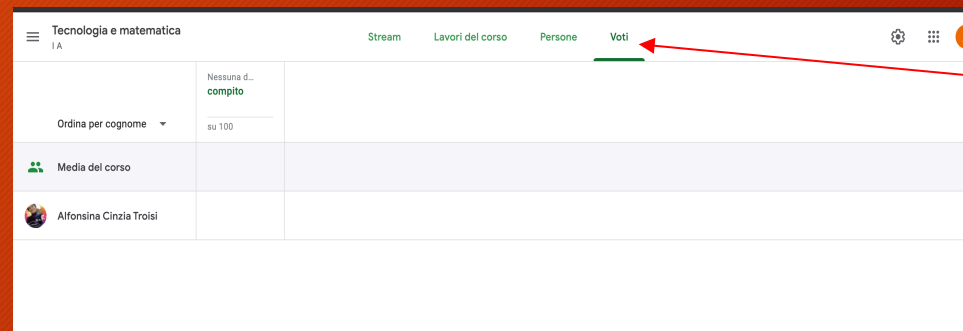 Tecnologia e matematica
I A
Stream Lavori del corso Persone Voti
Nessuna d...
compito
Ordina per cognome
su 100
Media del corso
Alfonsina Cinzia Troisi